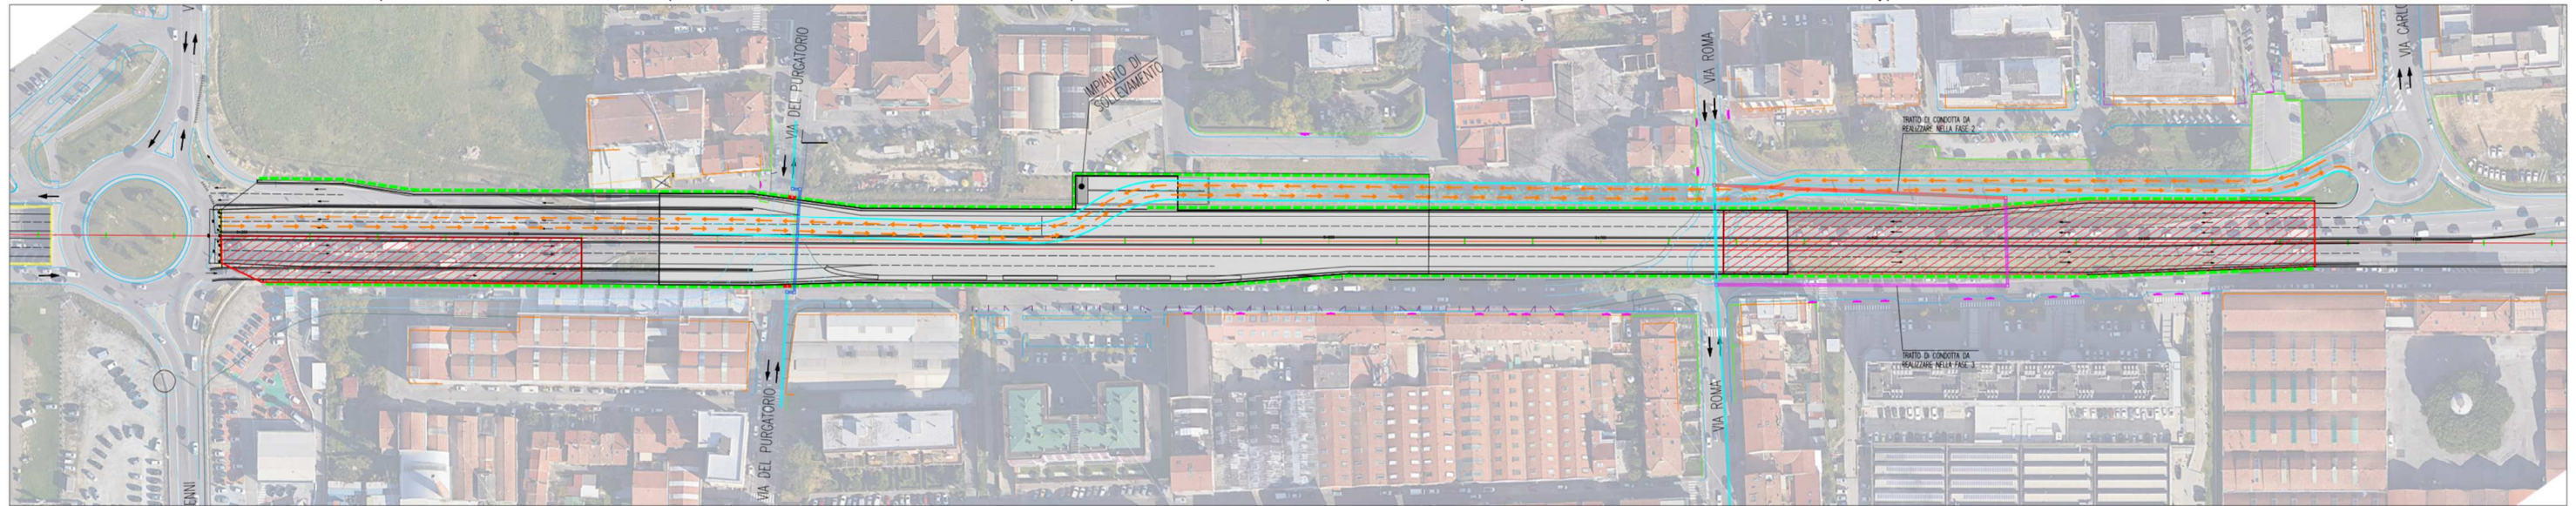 VIA DEL PURGATORIO
IMPIANTO DI
SOLLEVAMENTO
VIA ROMA
VIA CARLO
TRATTO DI CONDOTTA DA
REALIZZARE NELLA FASE 2
TRATTO DI CONDOTTA DA
REALIZZARE NELLA FASE 3
VIA ROMA
VIA DEL PURGATORIO
ENNI